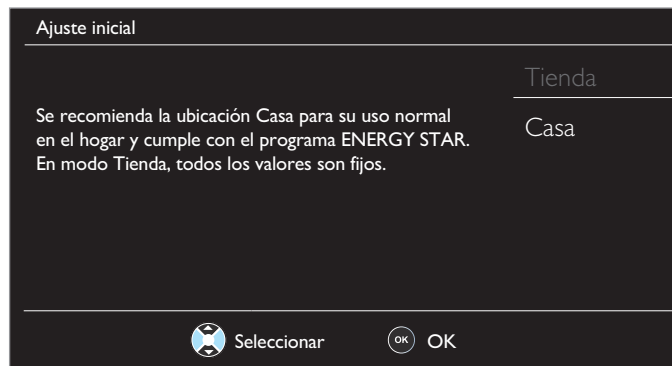 Ajuste inicial
Tienda
Se recomienda la ubicación Casa para su uso normal
en el hogar y cumple con el programa ENERGY STAR.
En modo Tienda, todos los valores son fijos.
Casa
Seleccionar
OK OK